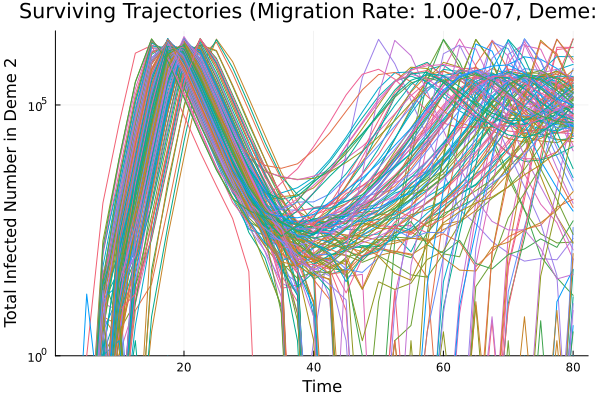 Surviving Trajectories (Migration Rate: 1.00e-07, Deme:
Total Infected Number in Deme 2
10^5
10^0
20 40 60 80
Time